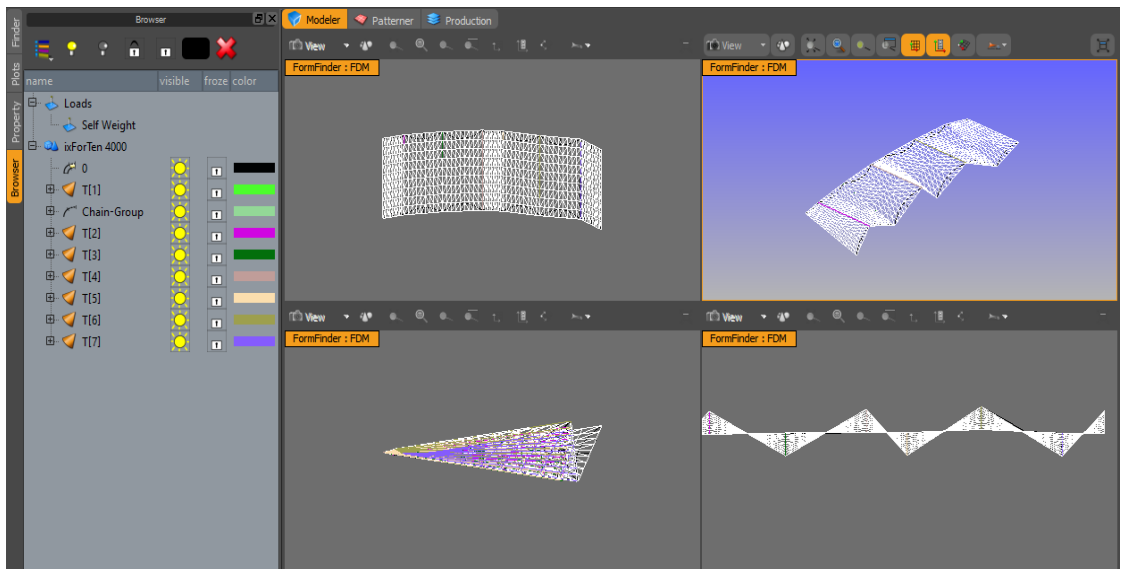 Finder
Plots
Property
Browser
Browser
name visible froze color
Loads
Self Weight
ixForTen 4000
0
T[1]
Chain-Group
T[2]
T[3]
T[4]
T[5]
T[6]
T[7]
Modeler Patterner Production
View
FormFinder : FDM
View
FormFinder : FDM
View
FormFinder : FDM
View
FormFinder : FDM